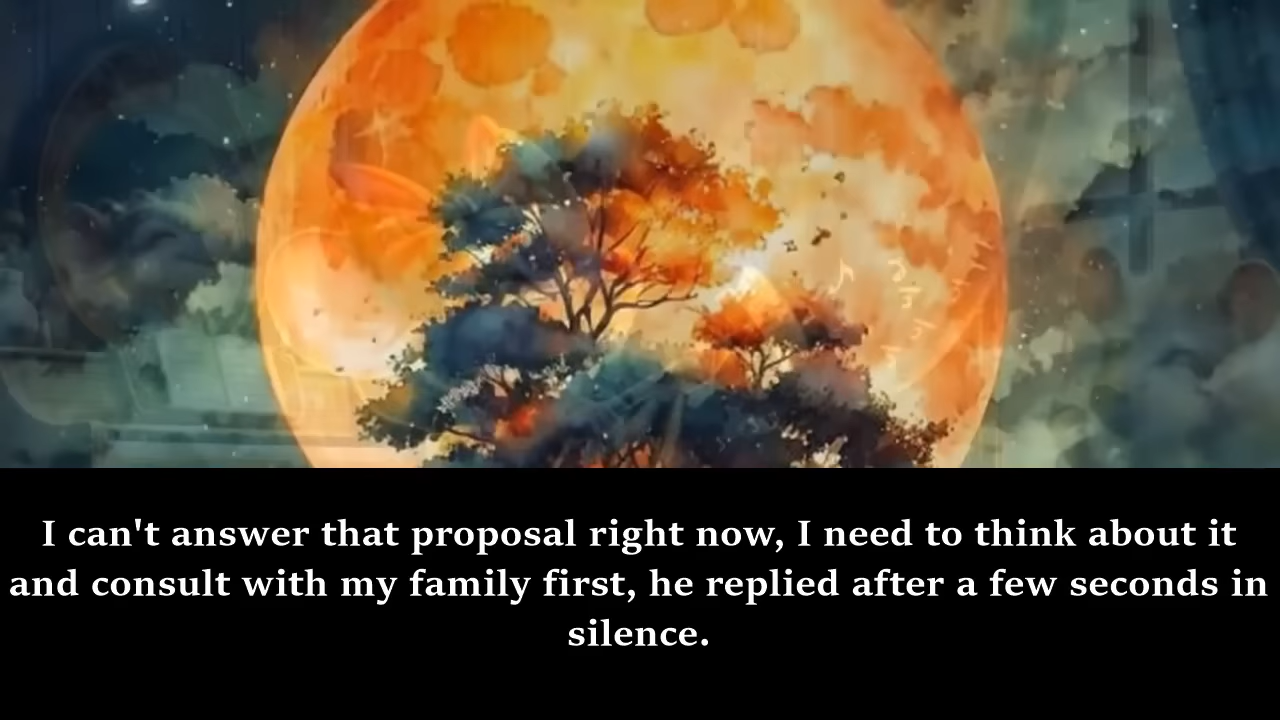 I can't answer that proposal right now, I need to think about it
and consult with my family first, he replied after a few seconds in
silence.